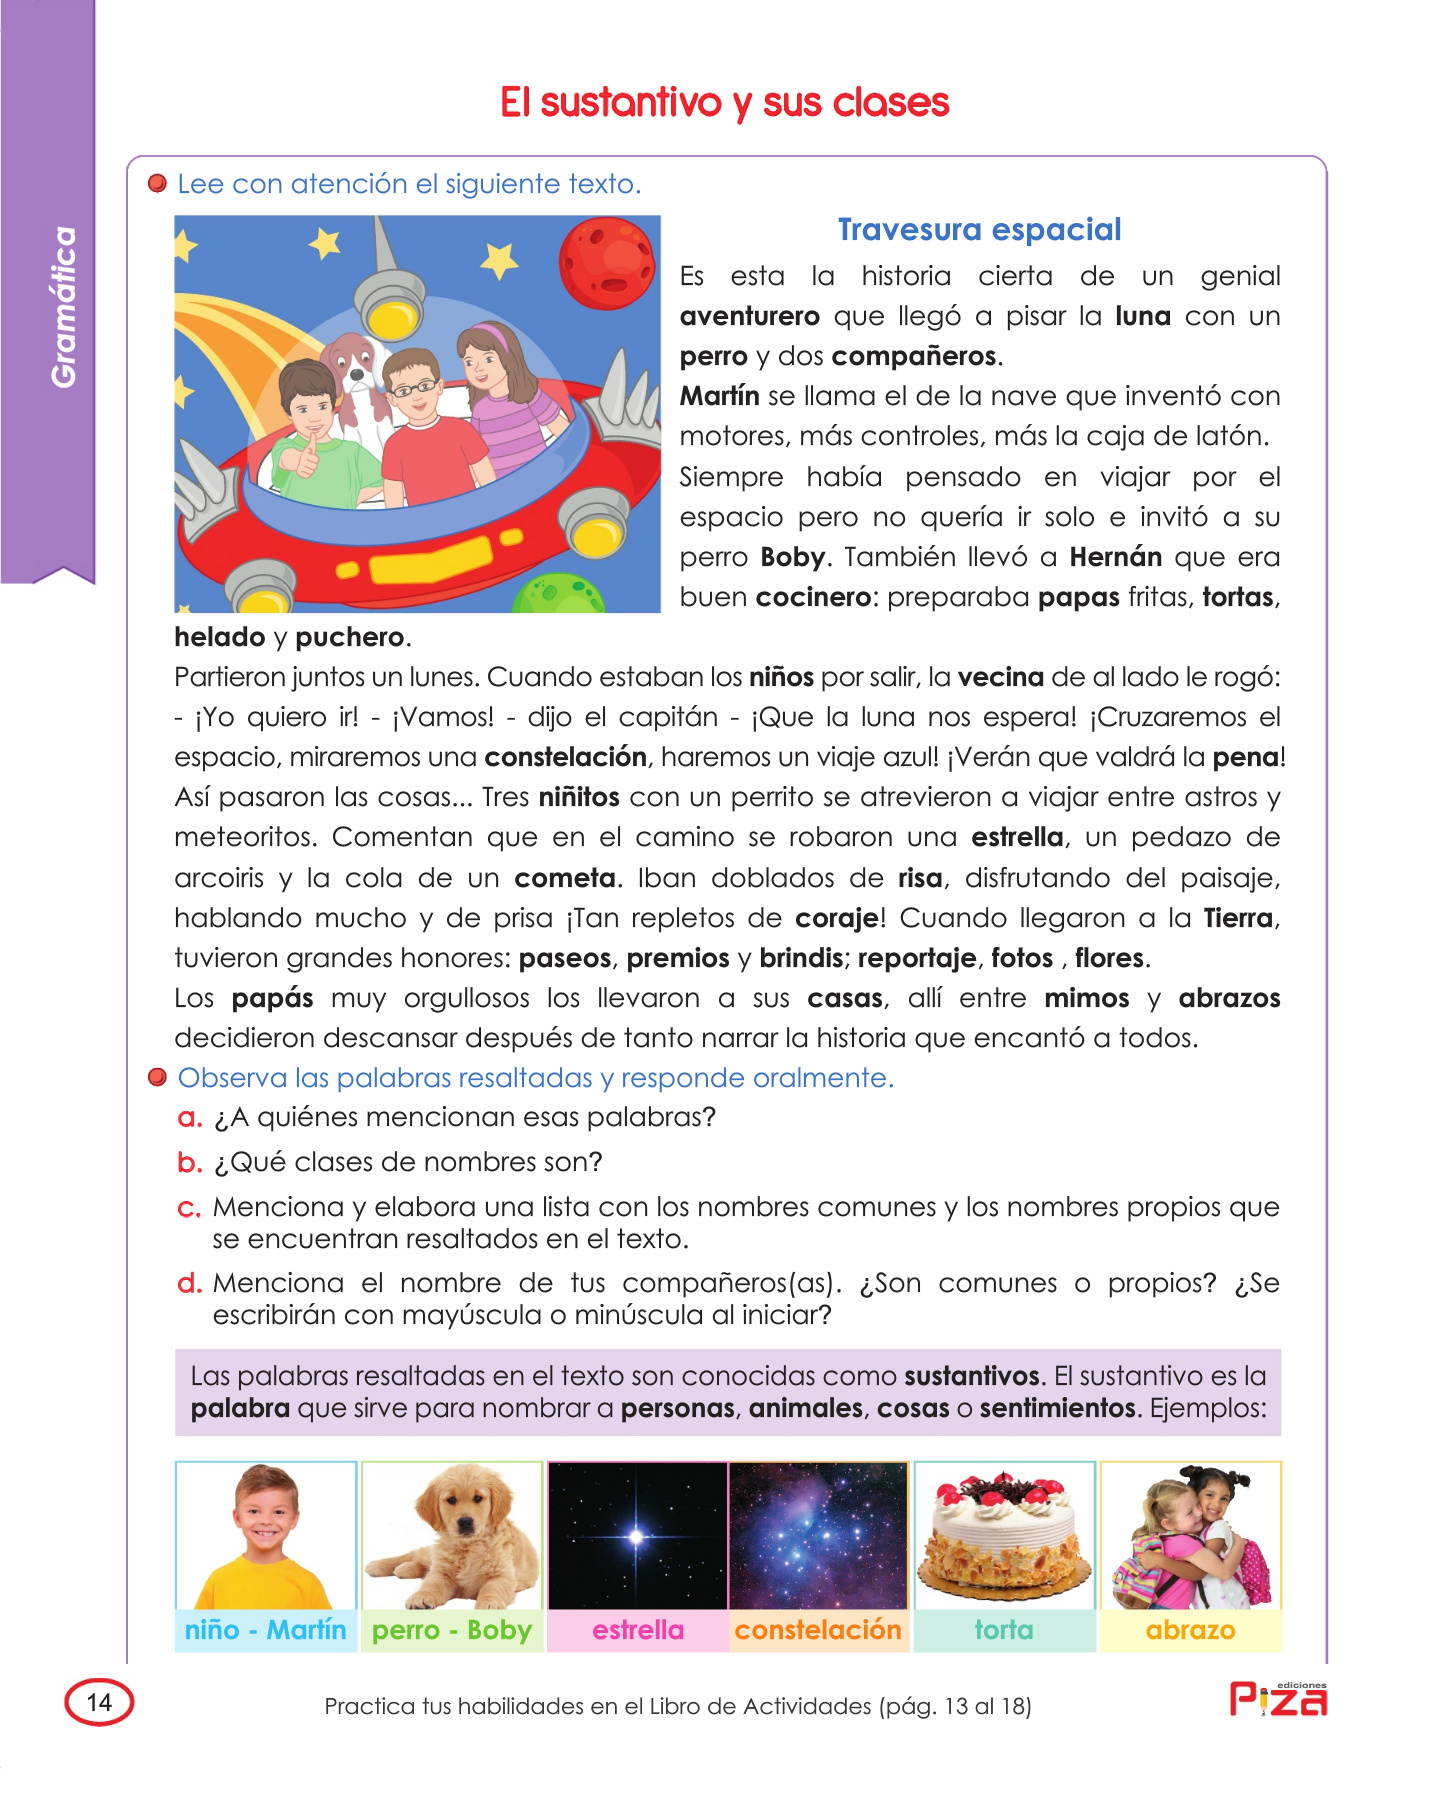 Gramática
El sustantivo y sus clases
Lee con atención el siguiente texto.
Travesura espacial
Es esta la historia cierta de un genial
aventurero que llegó a pisar la luna con un
perro y dos compañeros.
Martín se llama el de la nave que inventó con
motores, más controles, más la caja de latón.
Siempre había pensado en viajar por el
espacio pero no quería ir solo e invitó a su
perro Boby. También llevó a Hernán que era
buen cocinero: preparaba papas fritas, tortas,
helado y puchero.
Partieron juntos un lunes. Cuando estaban los niños por salir, la vecina de al lado le rogó:
- ¡Yo quiero ir! - ¡Vamos! - dijo el capitán - ¡Que la luna nos espera! ¡Cruzaremos el
espacio, miraremos una constelación, haremos un viaje azul! ¡Verán que valdrá la pena!
Así pasaron las cosas... Tres niñitos con un perrito se atrevieron a viajar entre astros y
meteoritos. Comentan que en el camino se robaron una estrella, un pedazo de
arcoiris y la cola de un cometa. Iban doblados de risa, disfrutando del paisaje,
hablando mucho y de prisa ¡Tan repletos de coraje! Cuando llegaron a la Tierra,
tuvieron grandes honores: paseos, premios y brindis; reportaje, fotos , flores.
Los papás muy orgullosos los llevaron a sus casas, allí entre mimos y abrazos
decidieron descansar después de tanto narrar la historia que encantó a todos.
Observa las palabras resaltadas y responde oralmente.
a. ¿A quiénes mencionan esas palabras?
b. ¿Qué clases de nombres son?
c. Menciona y elabora una lista con los nombres comunes y los nombres propios que
se encuentran resaltados en el texto.
d. Menciona el nombre de tus compañeros(as). ¿Son comunes o propios? ¿Se
escribirán con mayúscula o minúscula al iniciar?
Las palabras resaltadas en el texto son conocidas como sustantivos. El sustantivo es la
palabra que sirve para nombrar a personas, animales, cosas o sentimientos. Ejemplos:
niño - Martín perro - Boby estrella constelación torta abrazo
14
Practica tus habilidades en el Libro de Actividades (pág. 13 al 18)
ediciones
Piza